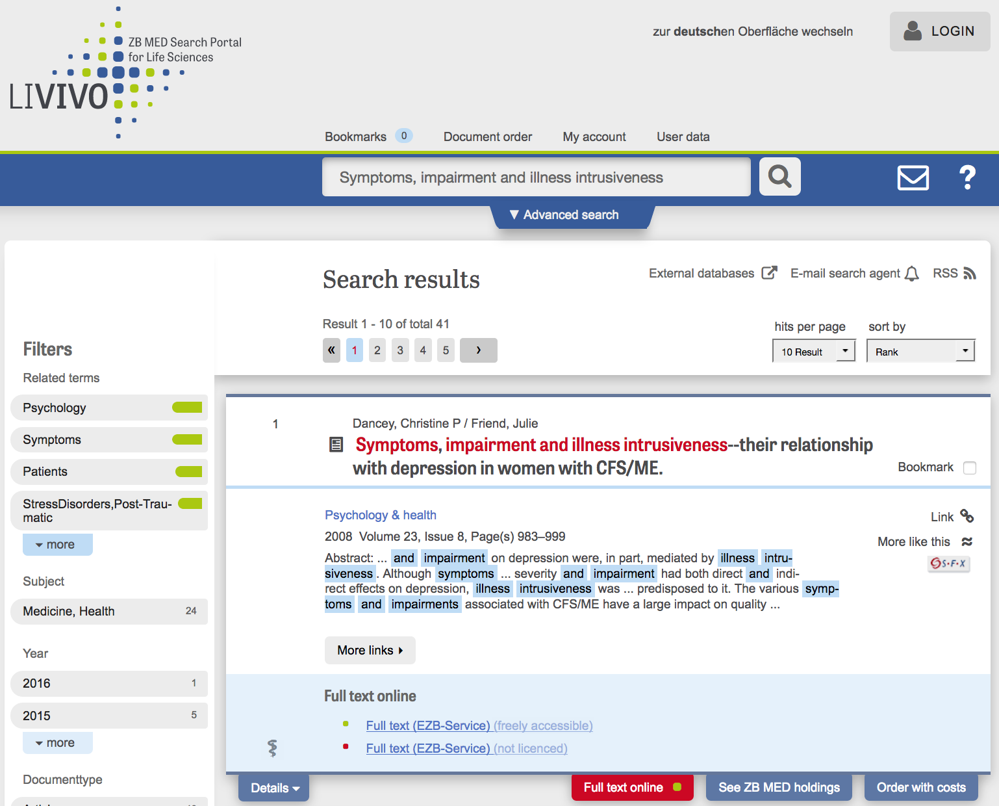 ZB MED Search Portal
for Life Sciences
LIVIVO
zur deutschen Oberfläche wechseln
LOGIN
Bookmarks 0 Document order My account User data
Symptoms, impairment and illness intrusiveness
?
▼ Advanced search
Search results
External databases E-mail search agent RSS
Result 1 - 10 of total 41
« 1 2 3 4 5 ›
hits per page sort by
10 Result Rank
Filters
Related terms
Psychology
Symptoms
Patients
StressDisorders,Post-Trau-
matic
more
Subject
Medicine, Health 24
Year
2016 1
2015 5
more
Documenttype
1
Dancey, Christine P / Friend, Julie
Symptoms, impairment and illness intrusiveness--their relationship
with depression in women with CFS/ME.
Bookmark
Psychology & health
2008 Volume 23, Issue 8, Page(s) 983–999
Abstract: ... and impairment on depression were, in part, mediated by illness intru-
siveness . Although symptoms ... severity and impairment had both direct and indi-
rect effects on depression, illness intrusiveness was ... predisposed to it. The various symp-
toms and impairments associated with CFS/ME have a large impact on quality ...
Link
More like this
S·F·X
More links
Full text online
Full text (EZB-Service) (freely accessible)
Full text (EZB-Service) (not licenced)
Details
Full text online
See ZB MED holdings
Order with costs